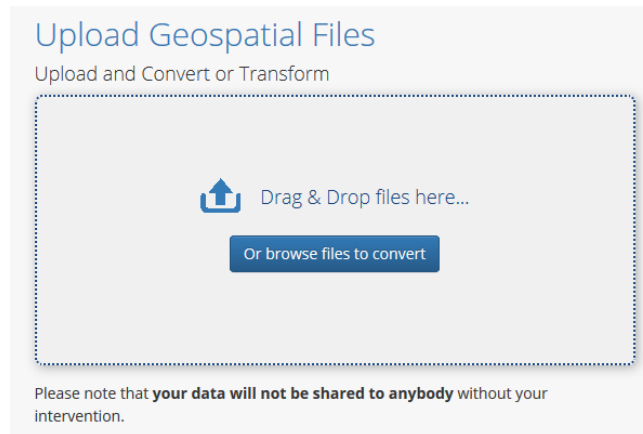 Upload Geospatial Files
Upload and Convert or Transform
Drag & Drop files here...
Or browse files to convert
Please note that your data will not be shared to anybody without your
intervention.